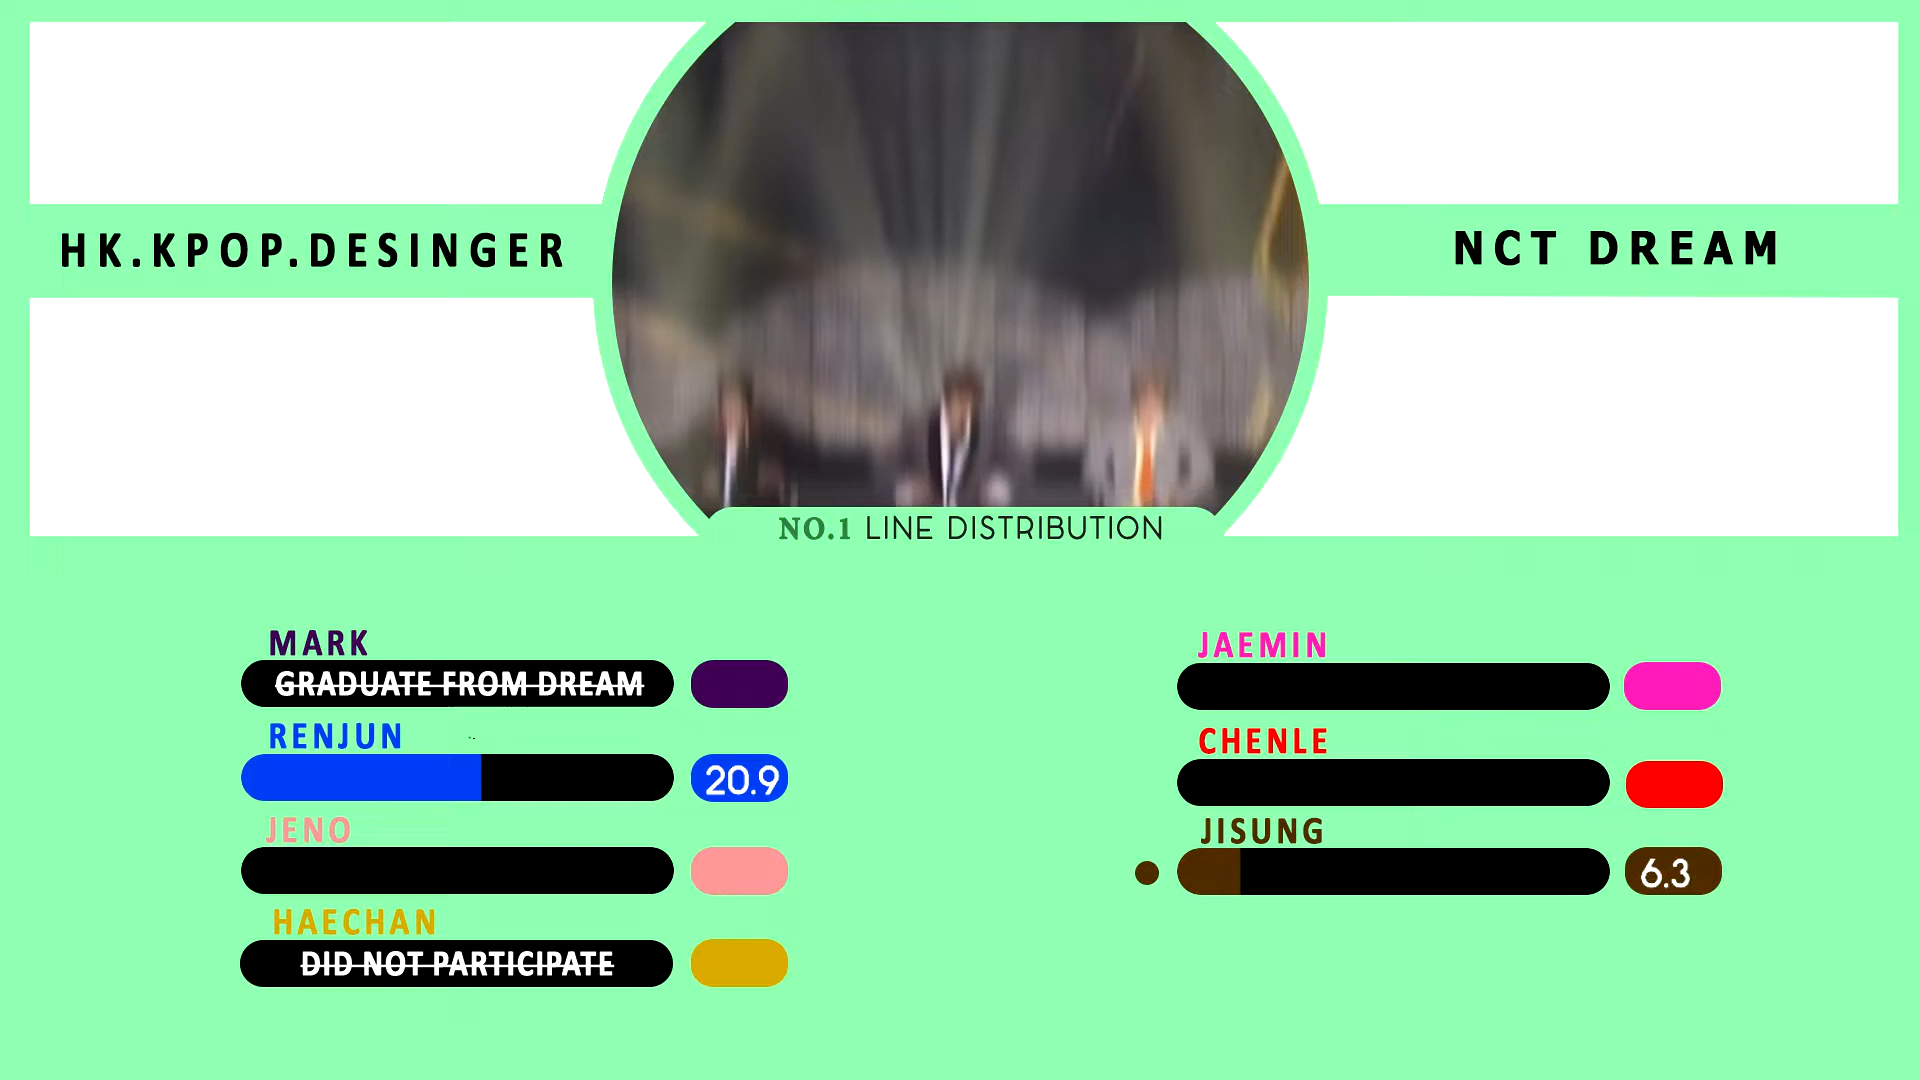 HK.KPOP.DESINGER
NCT DREAM
NO.1 LINE DISTRIBUTION
MARK
GRADUATE FROM DREAM
RENJUN
20.9
JENO
HAECHAN
DID NOT PARTICIPATE
JAEMIN
CHENLE
JISUNG
6.3